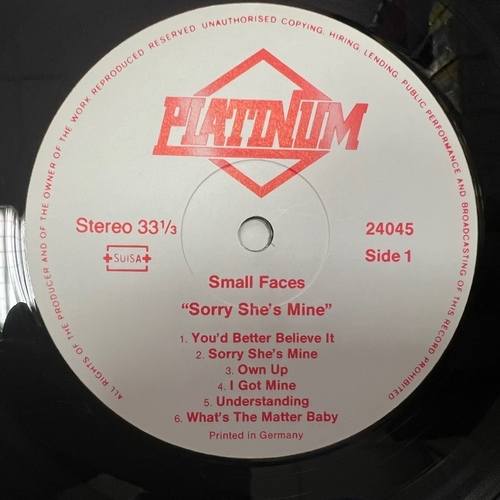 ALL RIGHTS OF THE PRODUCER AND OF THE OWNER OF THE WORK REPRODUCED RESERVED. UNAUTHORISED COPYING, HIRING, LENDING, PUBLIC PERFORMANCE AND BROADCASTING OF THIS RECORD PROHIBITED
PLATINUM
Stereo 33 1/3
24045
SUISA
Side 1
Small Faces
"Sorry She's Mine"
1. You'd Better Believe It
2. Sorry She's Mine
3. Own Up
4. I Got Mine
5. Understanding
6. What's The Matter Baby
Printed in Germany